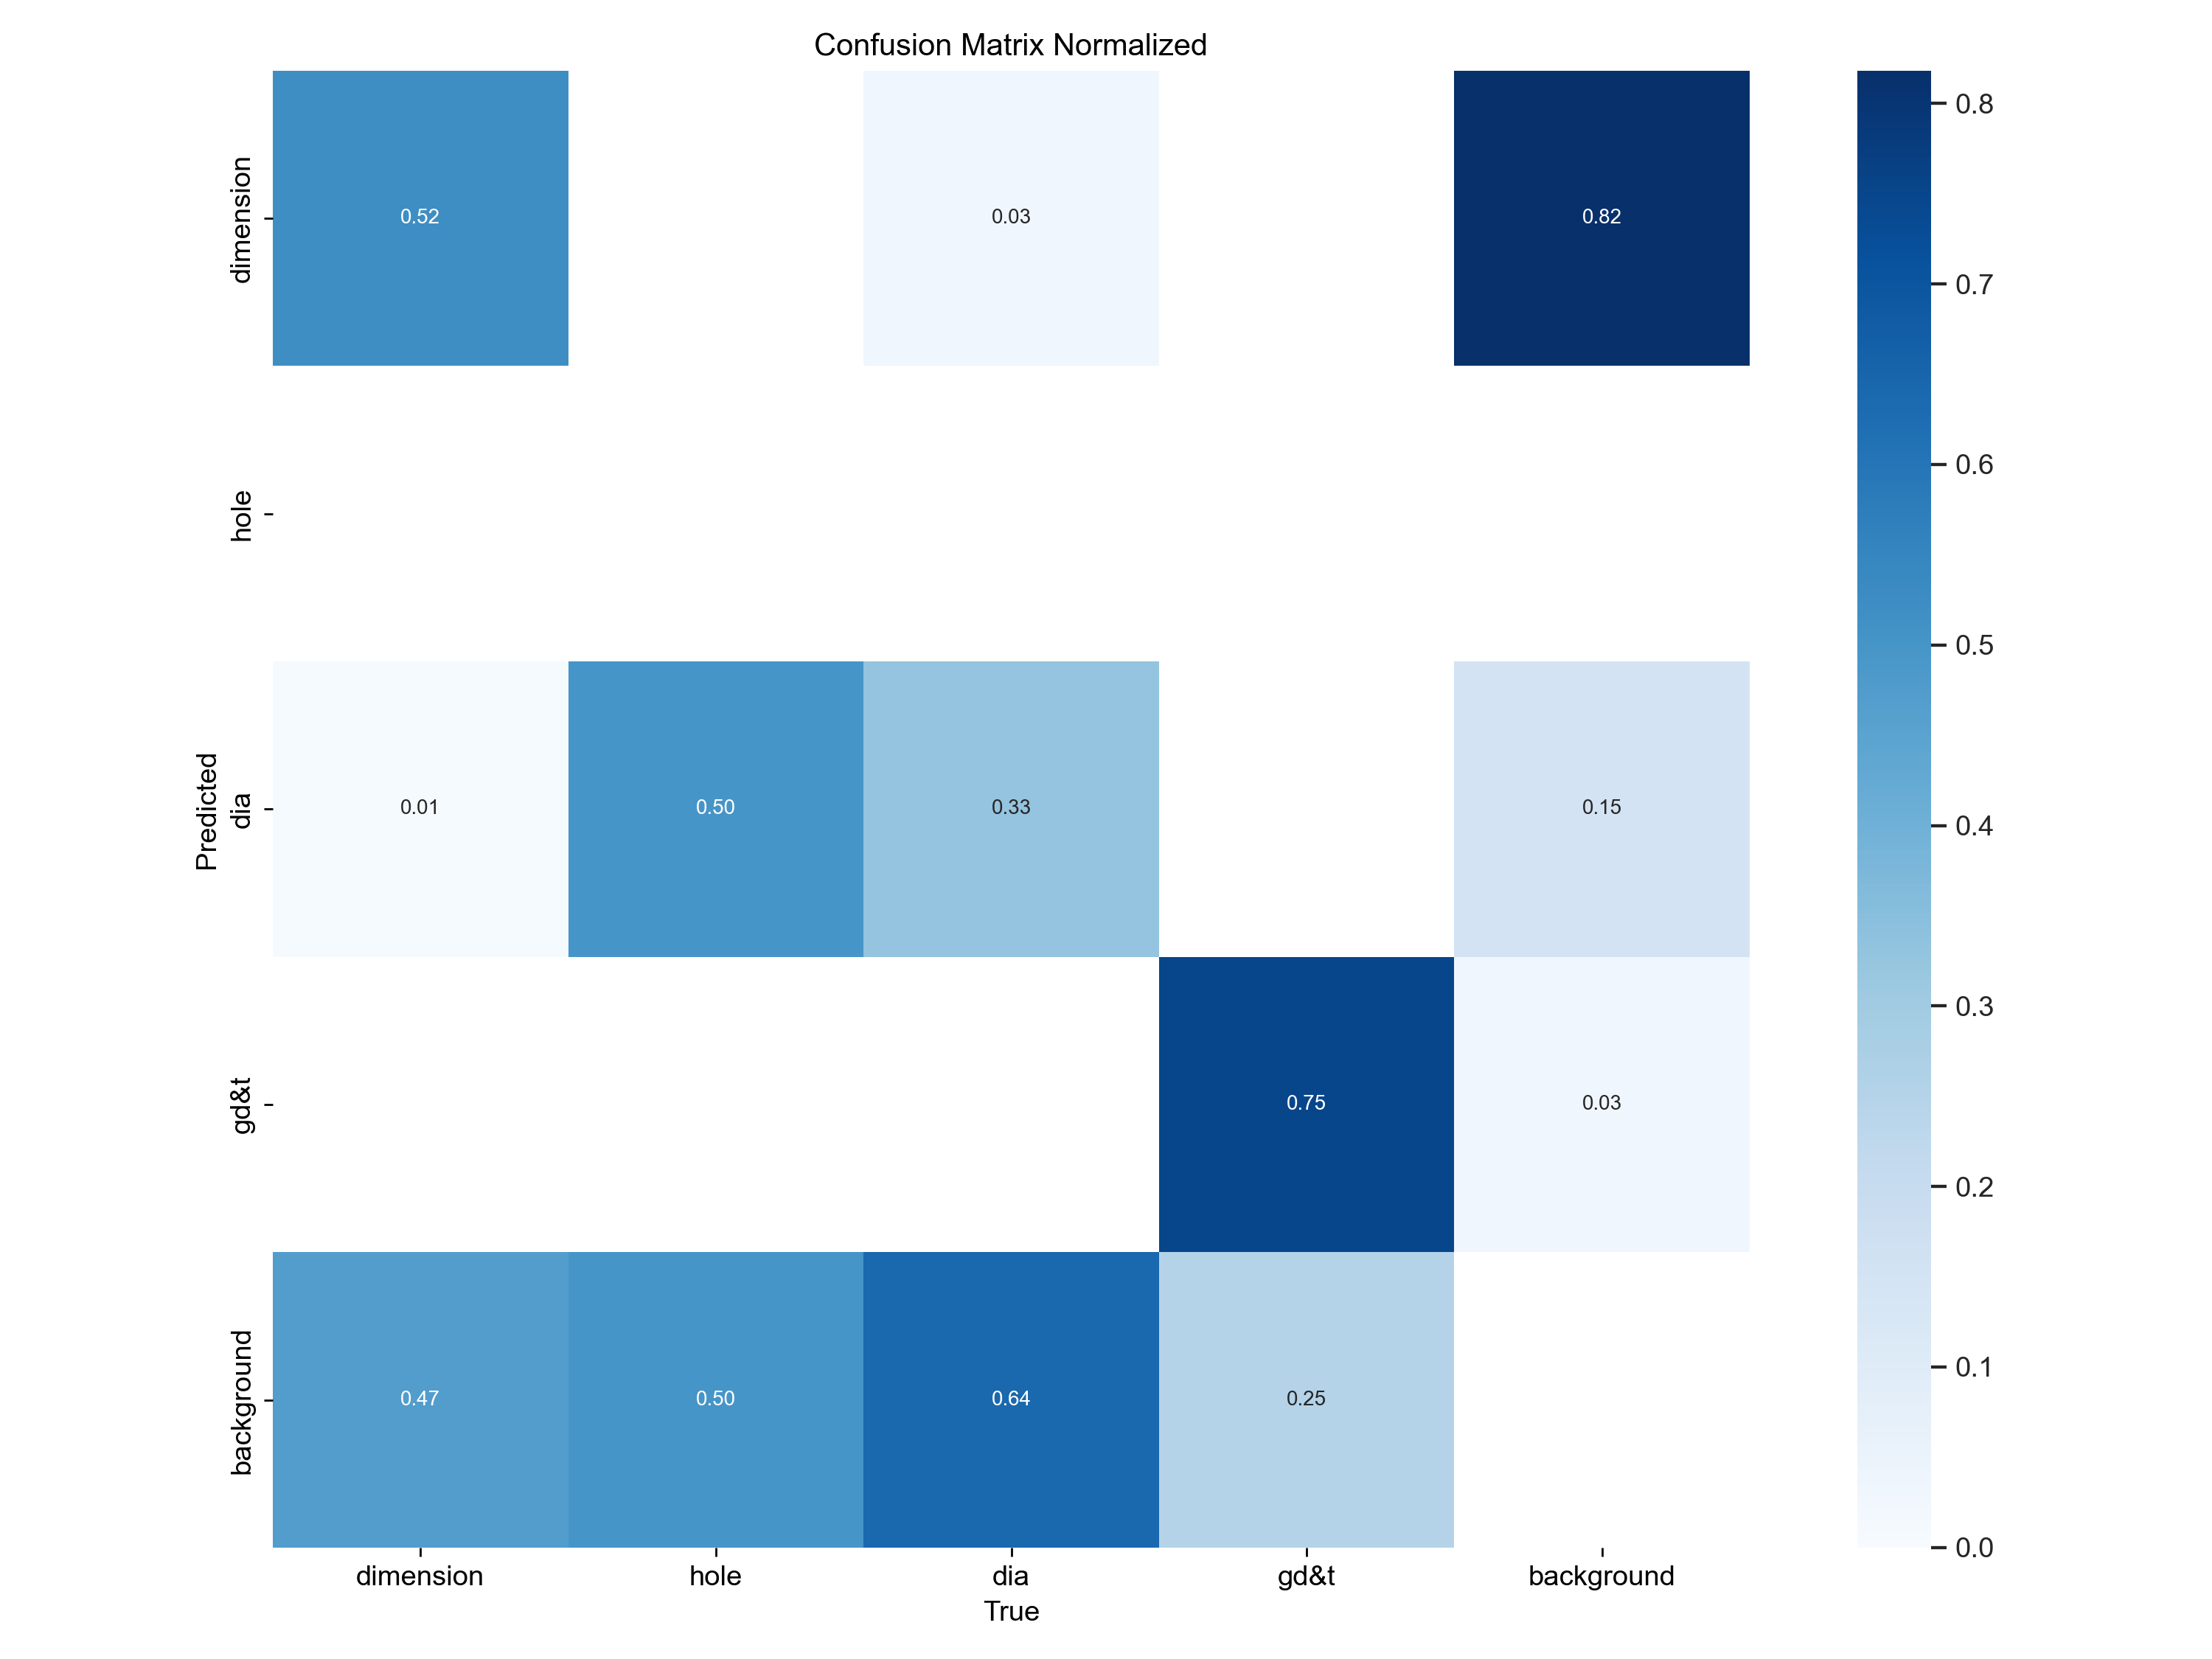 Confusion Matrix Normalized
dimension
0.52
0.03
0.82
hole
dia
0.01
0.50
0.33
0.15
gd&t
0.75
0.03
background
0.47
0.50
0.64
0.25
Predicted
dimension
hole
dia
gd&t
background
True
0.8
0.7
0.6
0.5
0.4
0.3
0.2
0.1
0.0